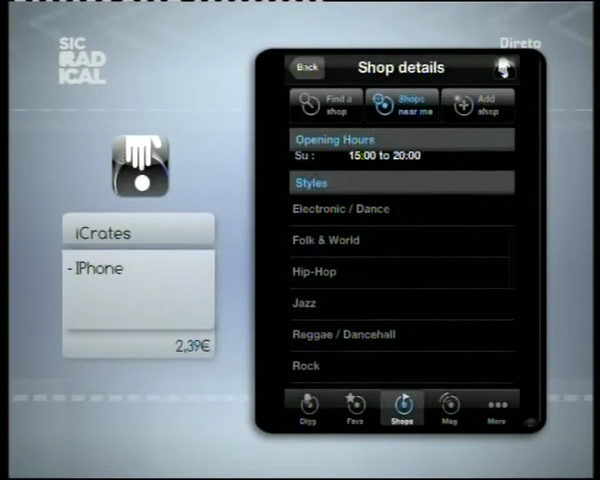 SIC
RAD
ICAL
Direto
Back
Shop details
Find a
shop
Shops
near me
Add
shop
Opening Hours
Su : 15:00 to 20:00
Styles
Electronic / Dance
Folk & World
Hip-Hop
Jazz
Reggae / Dancehall
Rock
Digg
Favs
Shops
Mag
More
iCrates
- IPhone
2,39€